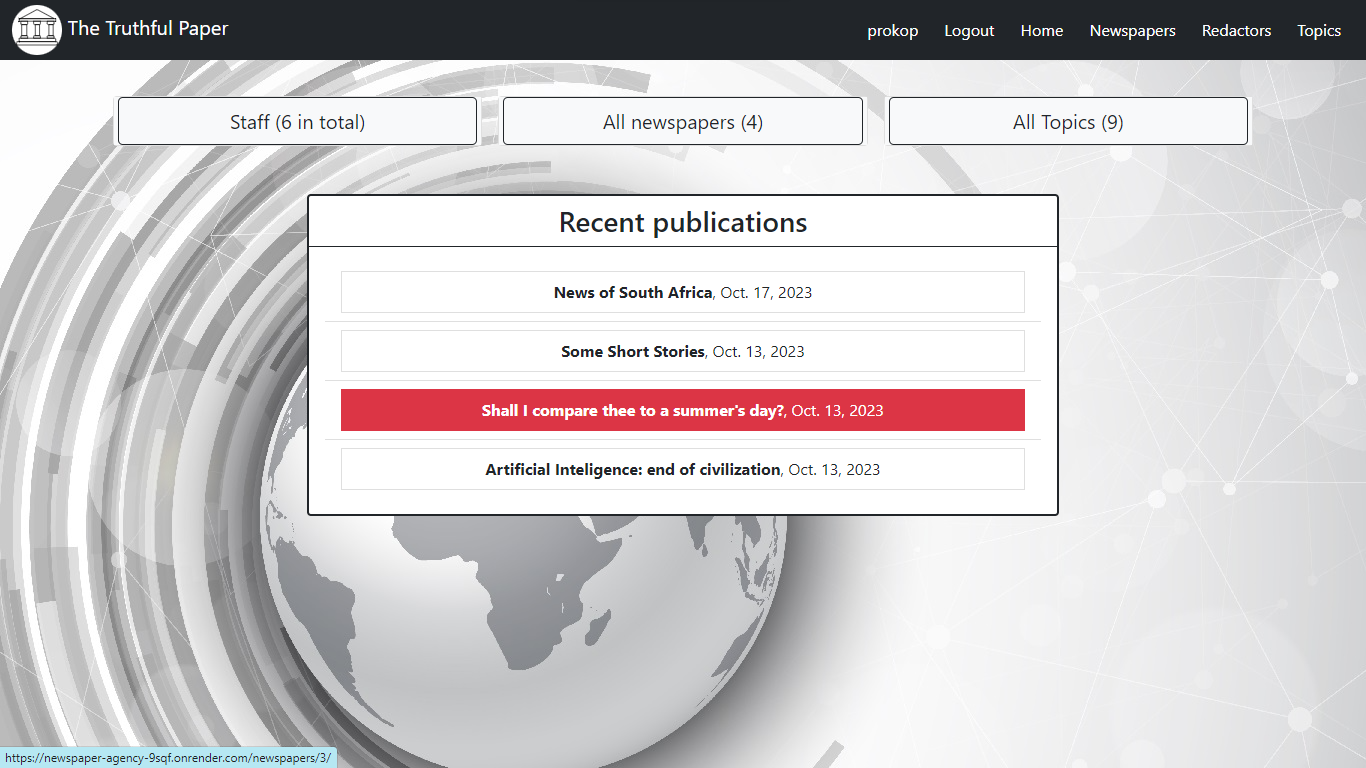 The Truthful Paper
prokop Logout Home Newspapers Redactors Topics
Staff (6 in total) All newspapers (4) All Topics (9)
Recent publications
News of South Africa, Oct. 17, 2023
Some Short Stories, Oct. 13, 2023
Shall I compare thee to a summer's day?, Oct. 13, 2023
Artificial Inteligence: end of civilization, Oct. 13, 2023
https://newspaper-agency-9sqf.onrender.com/newspapers/3/